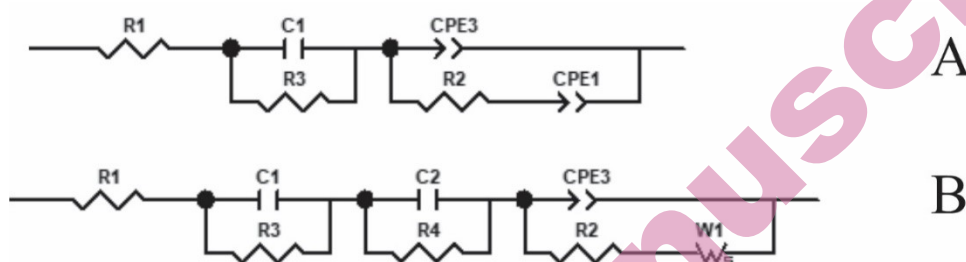 R1 C1 CPE3
R3 R2 CPE1
A
R1 C1 C2 CPE3
R3 R4 R2 W1
B